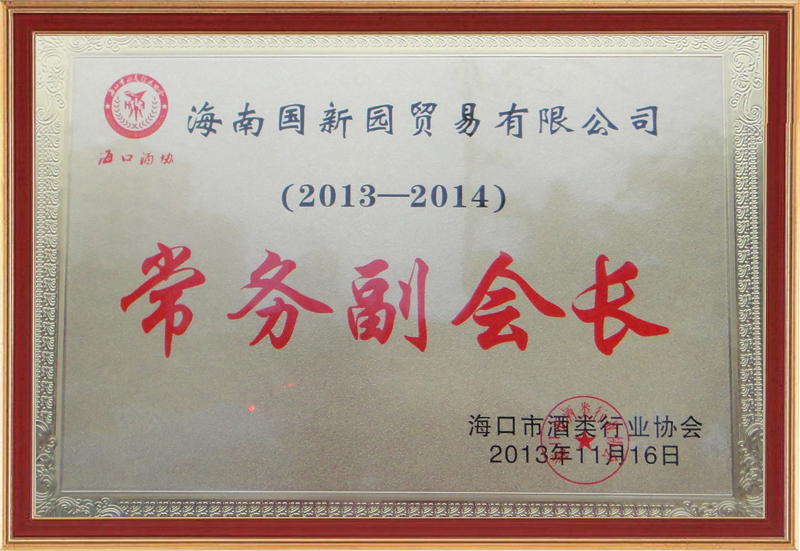 海南国新园贸易有限公司
海口酒协
（2013—2014）
常务副会长
海口市酒类行业协会
2013年11月16日